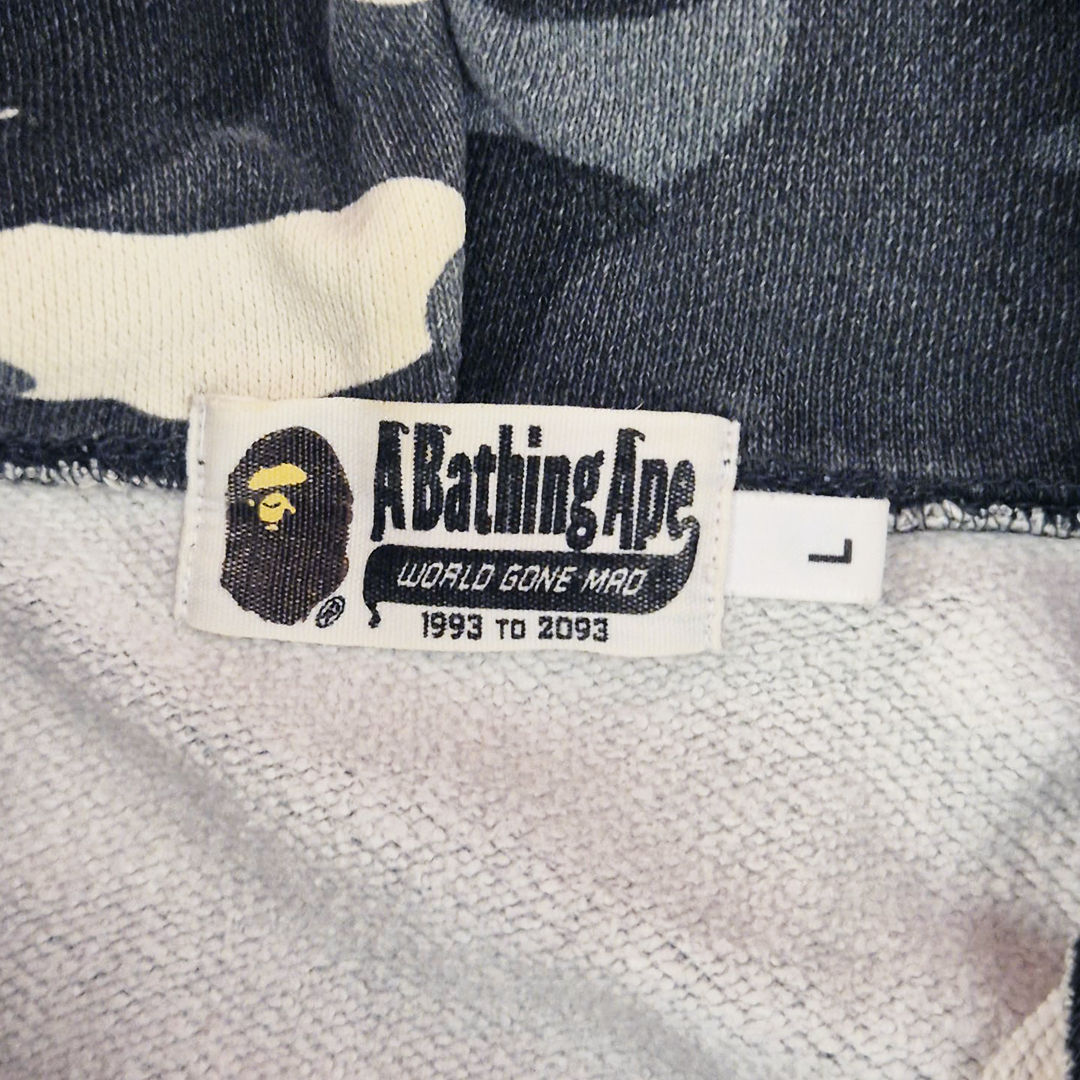 A Bathing Ape
WORLD GONE MAD
1993 TO 2093
L